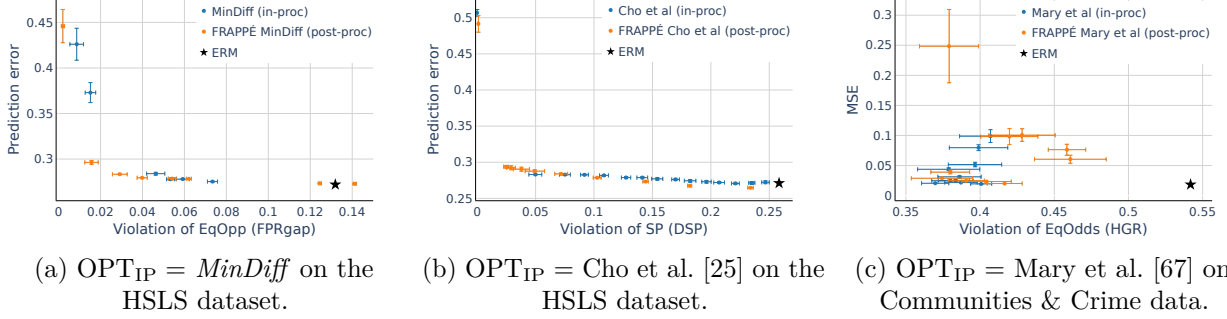 MinDiff (in-proc)
FRAPPÉ MinDiff (post-proc)
ERM
Prediction error
0.45
0.4
0.35
0.3
0 0.02 0.04 0.06 0.08 0.1 0.12 0.14
Violation of EqOpp (FPRgap)
(a) OPT_IP = MinDiff on the
HSLS dataset.
Cho et al (in-proc)
FRAPPÉ Cho et al (post-proc)
ERM
Prediction error
0.5
0.45
0.4
0.35
0.3
0.25
0 0.05 0.1 0.15 0.2 0.25
Violation of SP (DSP)
(b) OPT_IP = Cho et al. [25] on the
HSLS dataset.
Mary et al (in-proc)
FRAPPÉ Mary et al (post-proc)
ERM
MSE
0.3
0.25
0.2
0.15
0.1
0.05
0
0.35 0.4 0.45 0.5 0.55
Violation of EqOdds (HGR)
(c) OPT_IP = Mary et al. [67] on
Communities & Crime data.